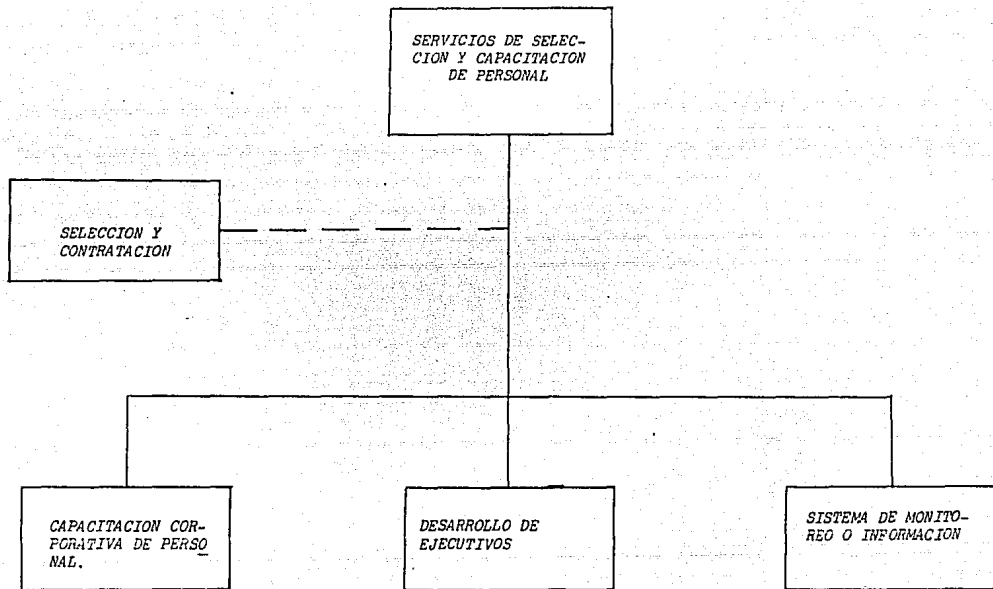 SERVICIOS DE SELEC-
CION Y CAPACITACION
DE PERSONAL
SELECCION Y
CONTRATACION
CAPACITACION COR-
PORATIVA DE PERSO
NAL.
DESARROLLO DE
EJECUTIVOS
SISTEMA DE MONITO-
REO O INFORMACION